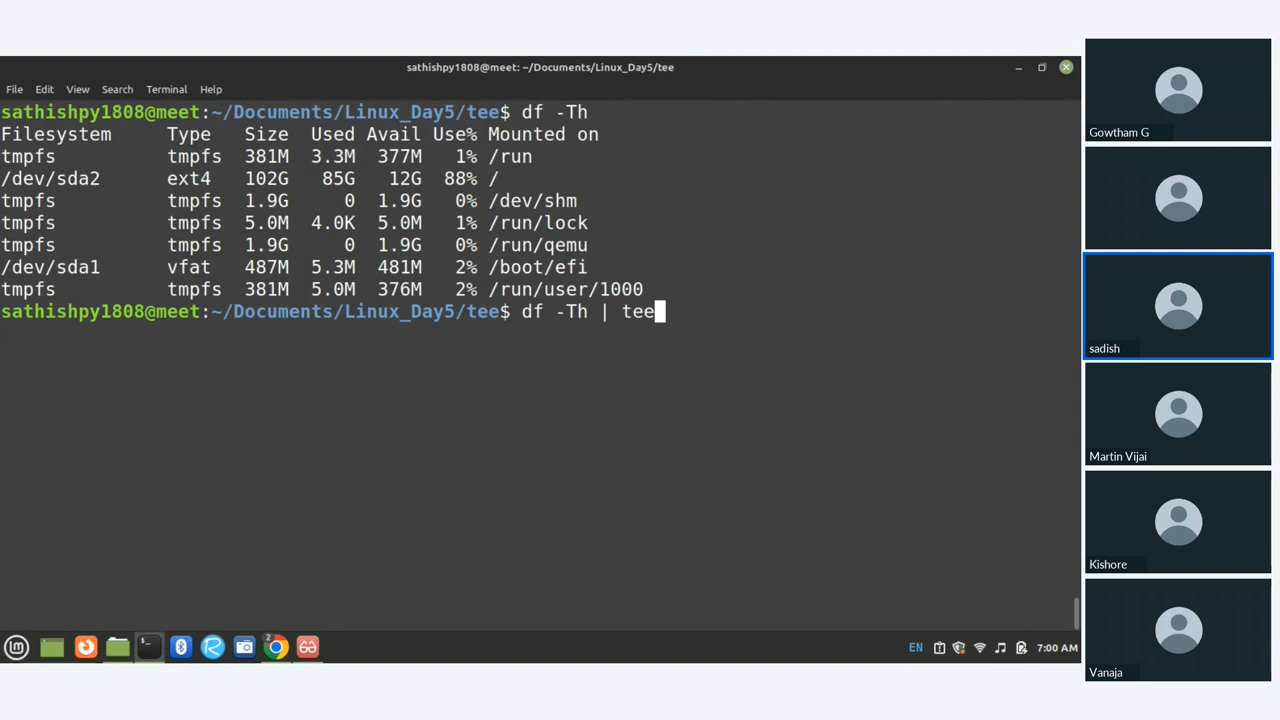 sathishpy1808@meet: ~/Documents/Linux_Day5/tee
File Edit View Search Terminal Help
sathishpy1808@meet:~/Documents/Linux_Day5/tee$ df -Th
Filesystem Type Size Used Avail Use% Mounted on
tmpfs tmpfs 381M 3.3M 377M 1% /run
/dev/sda2 ext4 102G 85G 12G 88% /
tmpfs tmpfs 1.9G 0 1.9G 0% /dev/shm
tmpfs tmpfs 5.0M 4.0K 5.0M 1% /run/lock
tmpfs tmpfs 1.9G 0 1.9G 0% /run/qemu
/dev/sda1 vfat 487M 5.3M 481M 2% /boot/efi
tmpfs tmpfs 381M 5.0M 376M 2% /run/user/1000
sathishpy1808@meet:~/Documents/Linux_Day5/tee$ df -Th | tee
2
EN 7:00 AM
Gowtham G
sadish
Martin Vijai
Kishore
Vanaja